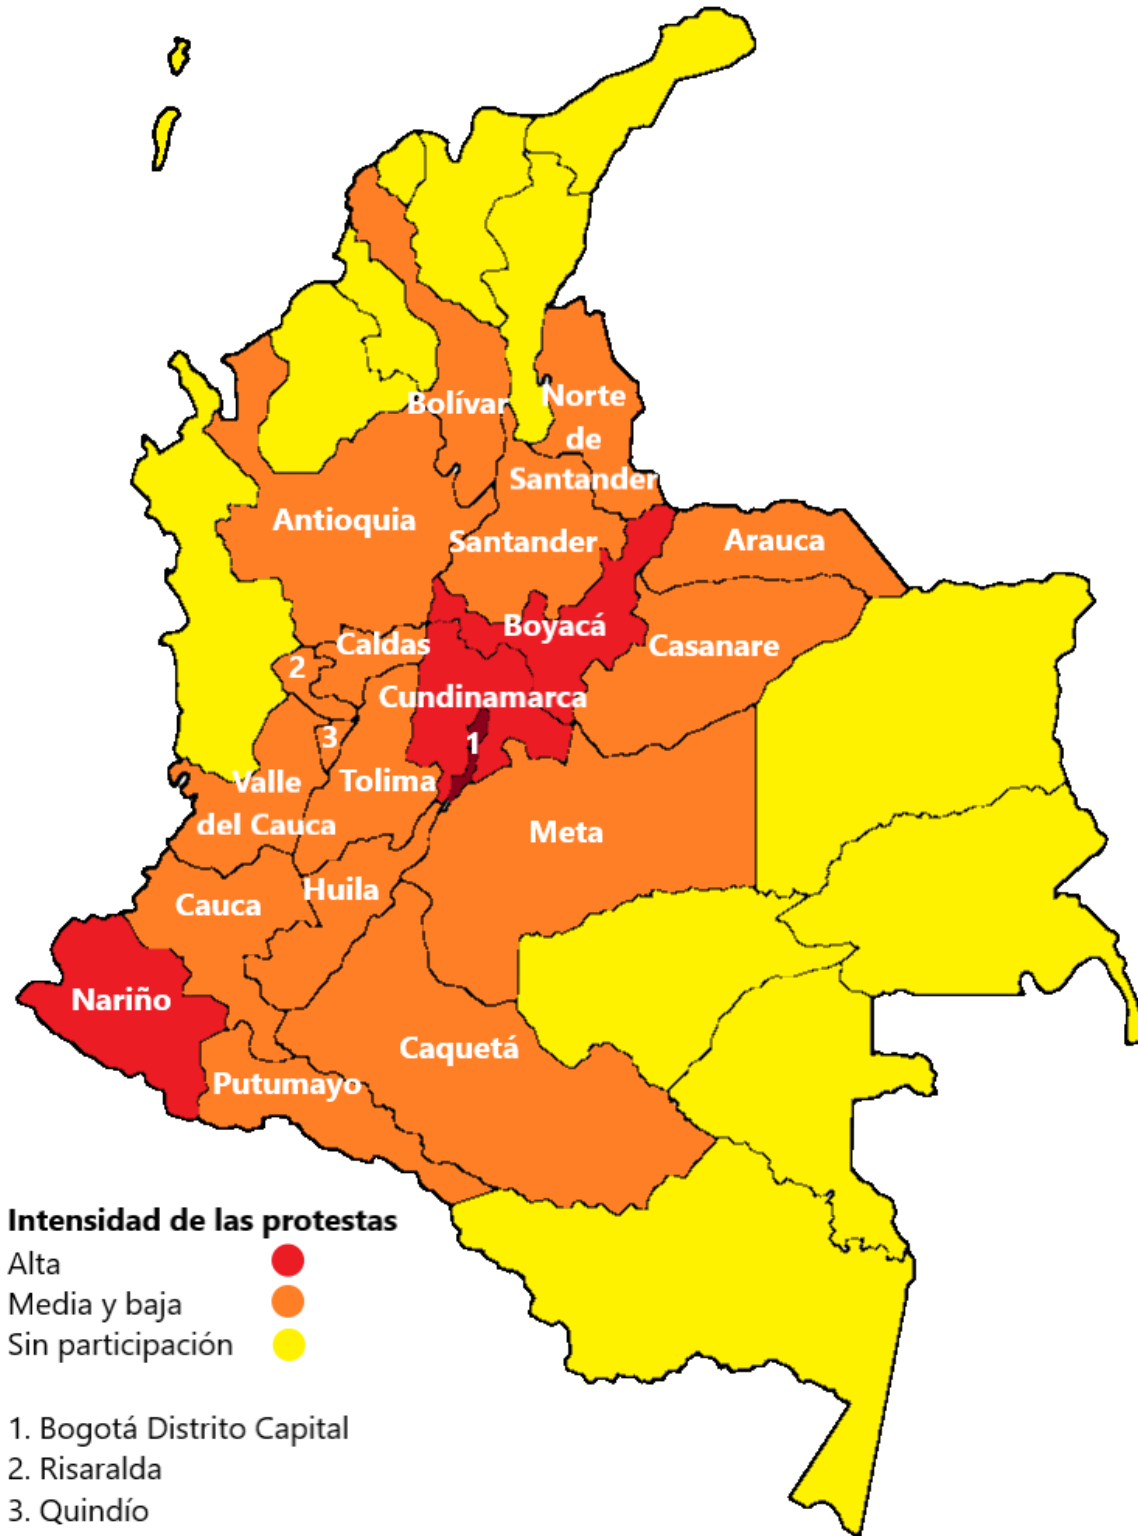 Bolívar
Norte
de
Santander
Antioquia
Santander
Arauca
Boyacá
Caldas
Casanare
2
Cundinamarca
3
1
Valle
del Cauca
Tolima
Meta
Huila
Cauca
Nariño
Caquetá
Putumayo
Intensidad de las protestas
Alta
Media y baja
Sin participación
1. Bogotá Distrito Capital
2. Risaralda
3. Quindío